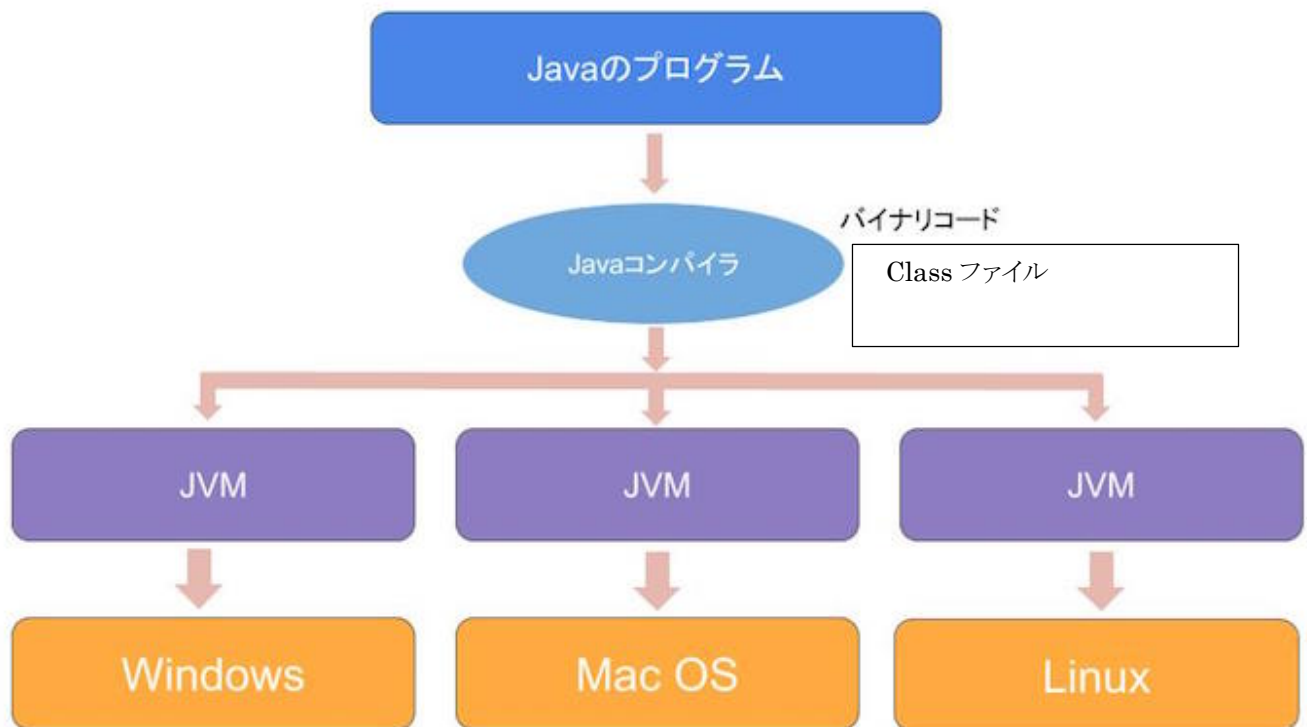 Javaのプログラム
バイナリコード
Javaコンパイラ
Class ファイル
JVM
JVM
JVM
Windows
Mac OS
Linux